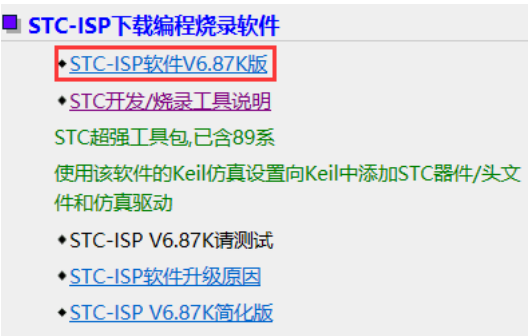 STC-ISP下载编程烧录软件
STC-ISP软件V6.87K版
STC开发/烧录工具说明
STC超强工具包,已含89系
使用该软件的Keil仿真设置向Keil中添加STC器件/头文
件和仿真驱动
STC-ISP V6.87K请测试
STC-ISP软件升级原因
STC-ISP V6.87K简化版